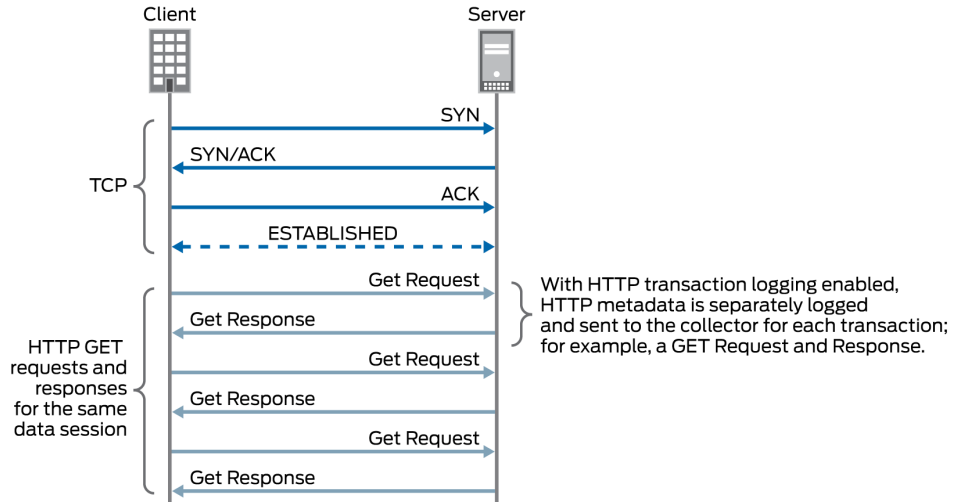 Client
Server
SYN
SYN/ACK
TCP
ACK
ESTABLISHED
Get Request
With HTTP transaction logging enabled,
HTTP metadata is separately logged
and sent to the collector for each transaction;
for example, a GET Request and Response.
Get Response
HTTP GET
requests and
responses
for the same
data session
Get Request
Get Response
Get Request
Get Response